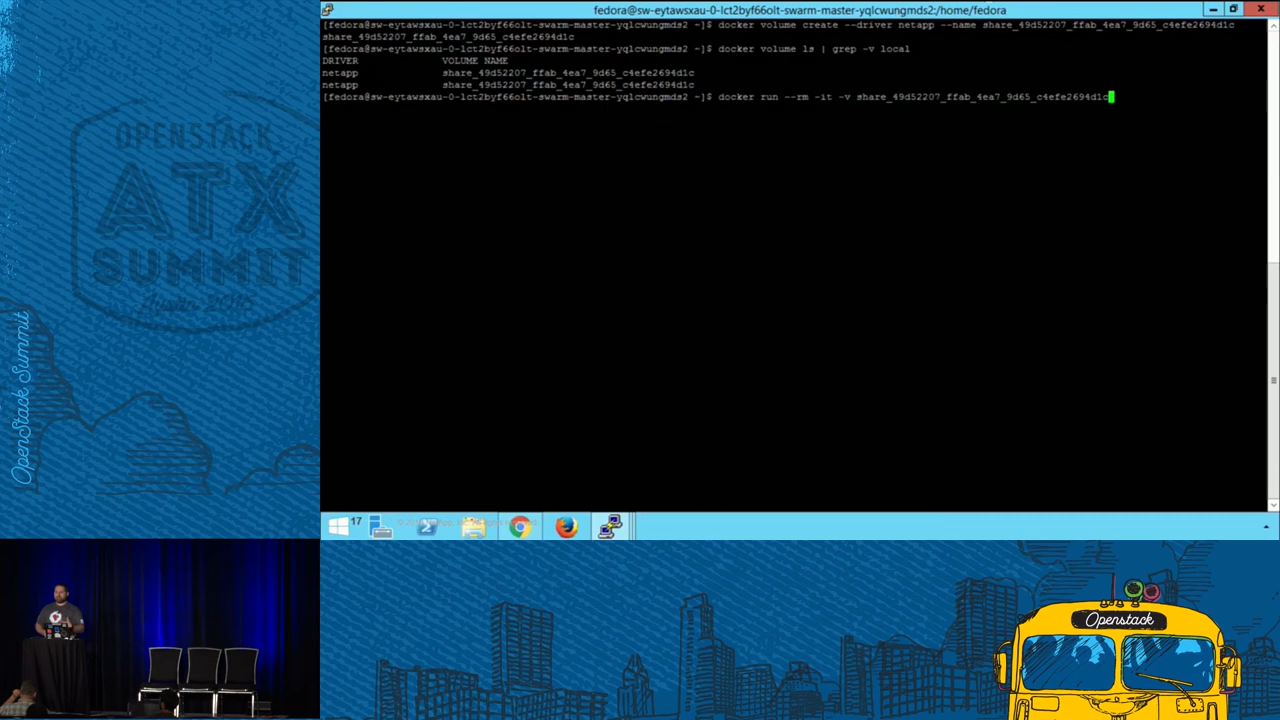 fedora@sw-eytawsxau-0-lct2byf66olt-swarm-master-yqlcwungmds2:/home/fedora
[fedora@sw-eytawsxau-0-lct2byf66olt-swarm-master-yqlcwungmds2 ~]$ docker volume create --driver netapp --name share_49d52207_ffab_4ea7_9d65_c4efe2694d1c
share_49d52207_ffab_4ea7_9d65_c4efe2694d1c
[fedora@sw-eytawsxau-0-lct2byf66olt-swarm-master-yqlcwungmds2 ~]$ docker volume ls | grep -v local
DRIVER VOLUME NAME
netapp share_49d52207_ffab_4ea7_9d65_c4efe2694d1c
netapp share_49d52207_ffab_4ea7_9d65_c4efe2694d1c
[fedora@sw-eytawsxau-0-lct2byf66olt-swarm-master-yqlcwungmds2 ~]$ docker run --rm -it -v share_49d52207_ffab_4ea7_9d65_c4efe2694d1c
OPENSTACK
ATX
SUMMIT
Austin
OpenStack Summit
17
Openstack